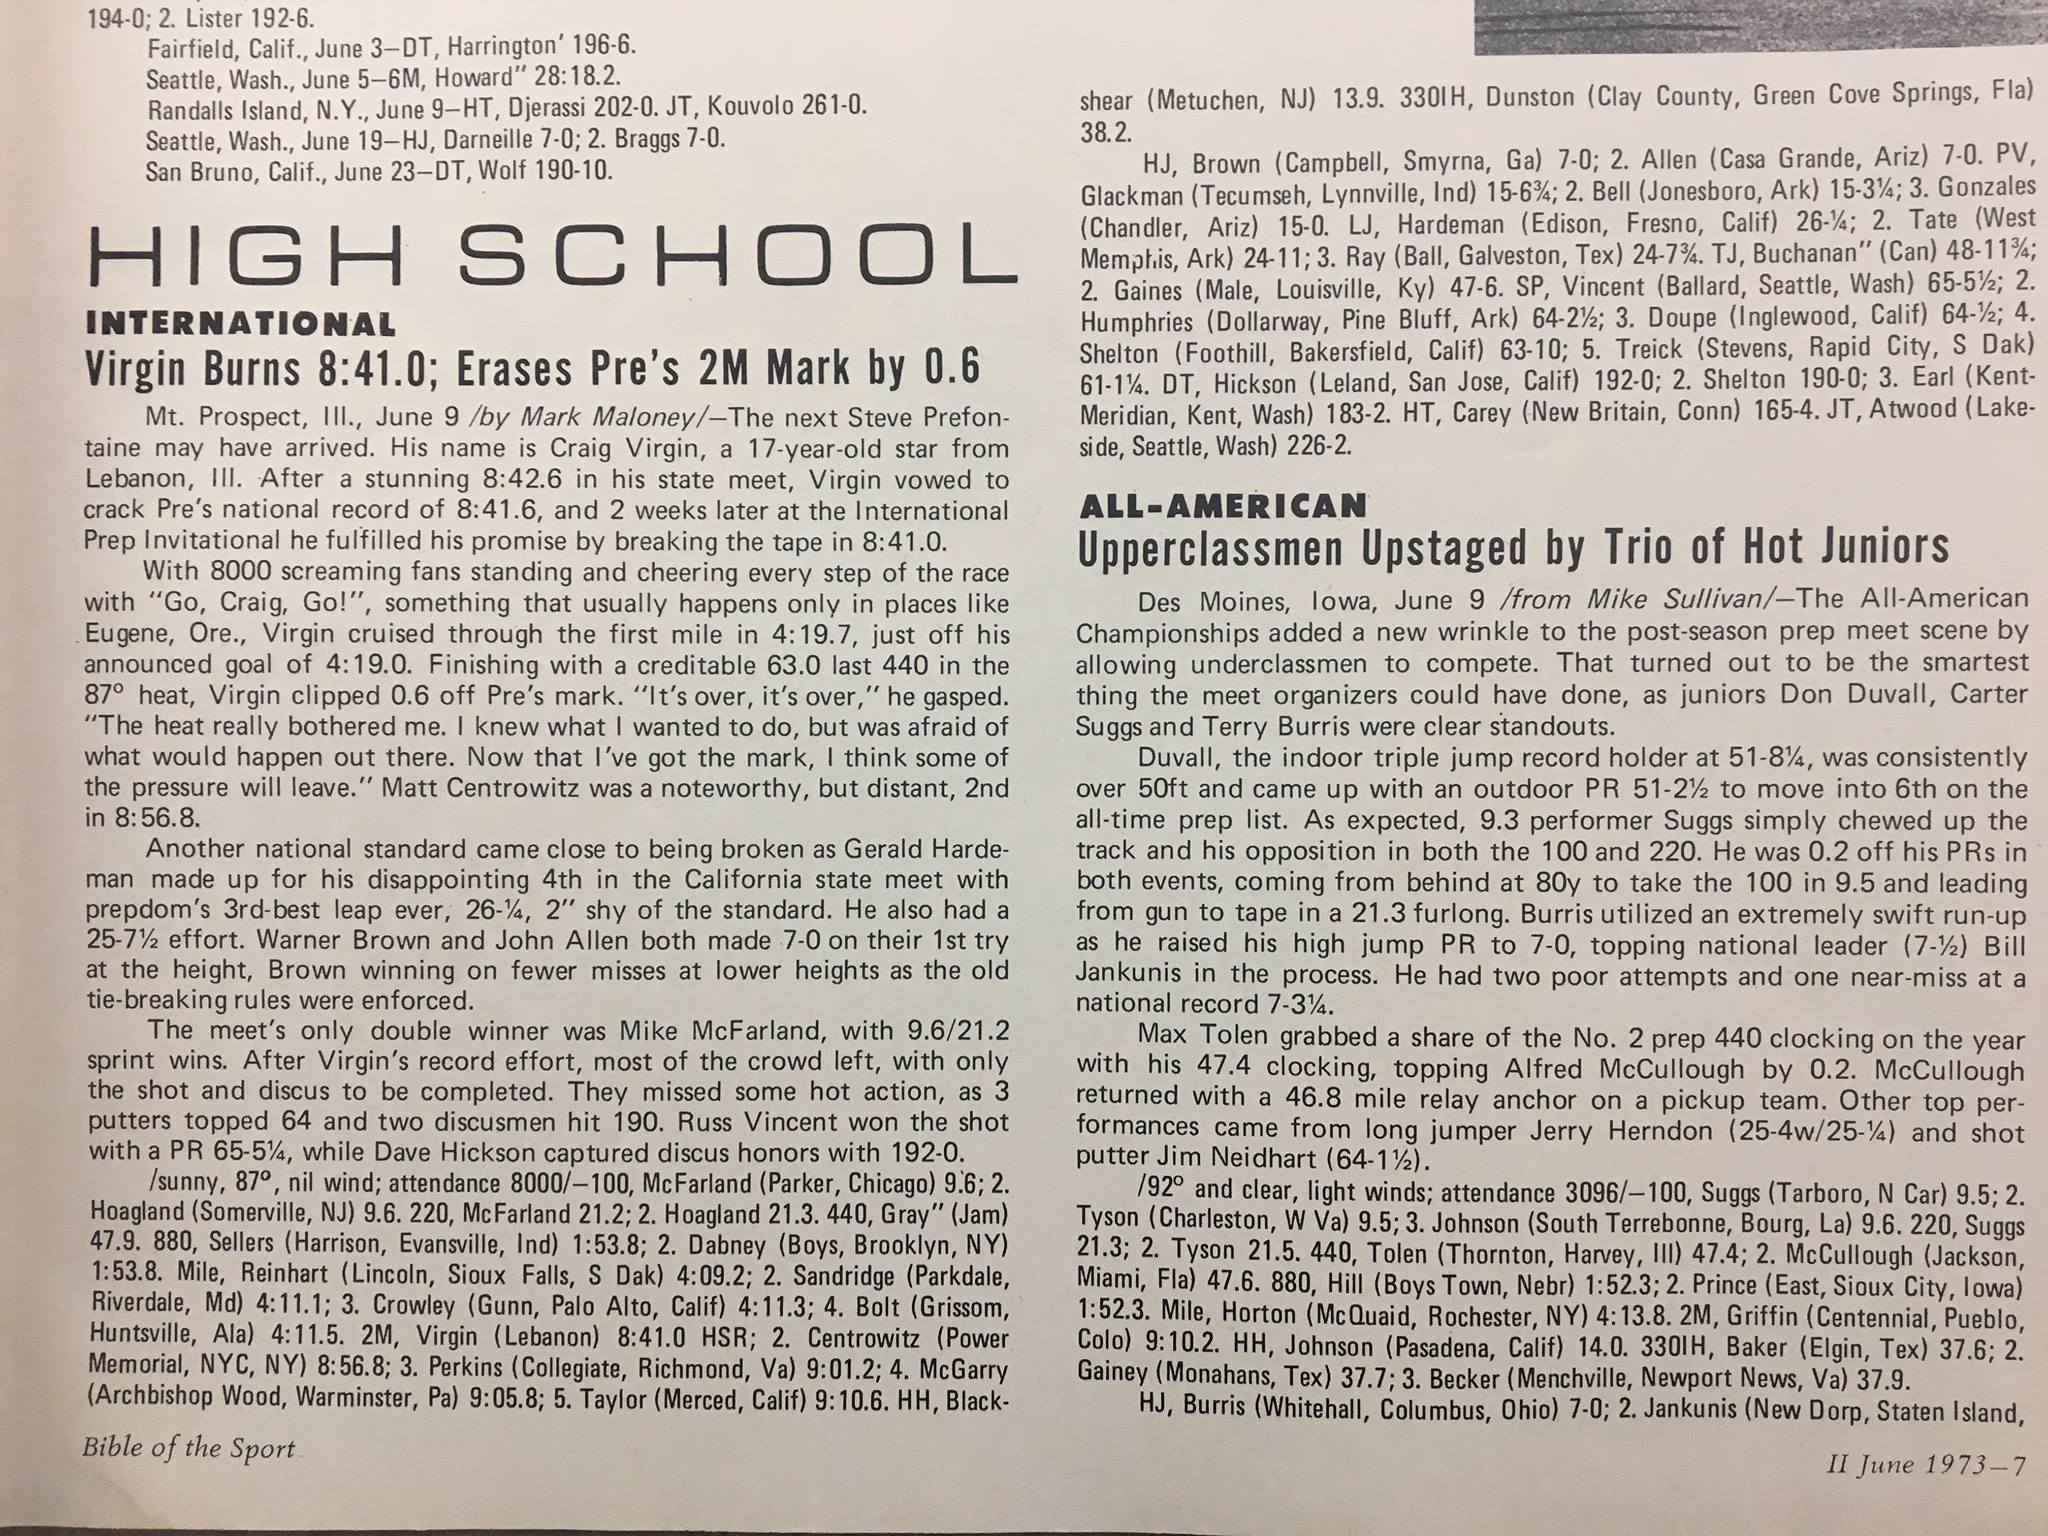 194-0; 2. Lister 192-6.
Fairfield, Calif., June 3—DT, Harrington' 196-6.
Seattle, Wash., June 5—6M, Howard" 28:18.2.
Randalls Island, N.Y., June 9—HT, Djerassi 202-0. JT, Kouvolo 261-0.
Seattle, Wash., June 19—HJ, Darneille 7-0; 2. Braggs 7-0.
San Bruno, Calif., June 23—DT, Wolf 190-10.
HIGH SCHOOL
INTERNATIONAL
Virgin Burns 8:41.0; Erases Pre's 2M Mark by 0.6
Mt. Prospect, Ill., June 9 /by Mark Maloney/—The next Steve Prefon-
taine may have arrived. His name is Craig Virgin, a 17-year-old star from
Lebanon, Ill. After a stunning 8:42.6 in his state meet, Virgin vowed to
crack Pre's national record of 8:41.6, and 2 weeks later at the International
Prep Invitational he fulfilled his promise by breaking the tape in 8:41.0.
With 8000 screaming fans standing and cheering every step of the race
with "Go, Craig, Go!", something that usually happens only in places like
Eugene, Ore., Virgin cruised through the first mile in 4:19.7, just off his
announced goal of 4:19.0. Finishing with a creditable 63.0 last 440 in the
87º heat, Virgin clipped 0.6 off Pre's mark. "It's over, it's over," he gasped.
"The heat really bothered me. I knew what I wanted to do, but was afraid of
what would happen out there. Now that I've got the mark, I think some of
the pressure will leave." Matt Centrowitz was a noteworthy, but distant, 2nd
in 8:56.8.
Another national standard came close to being broken as Gerald Harde-
man made up for his disappointing 4th in the California state meet with
prepdom's 3rd-best leap ever, 26-¼, 2" shy of the standard. He also had a
25-7½ effort. Warner Brown and John Allen both made 7-0 on their 1st try
at the height, Brown winning on fewer misses at lower heights as the old
tie-breaking rules were enforced.
The meet's only double winner was Mike McFarland, with 9.6/21.2
sprint wins. After Virgin's record effort, most of the crowd left, with only
the shot and discus to be completed. They missed some hot action, as 3
putters topped 64 and two discusmen hit 190. Russ Vincent won the shot
with a PR 65-5¼, while Dave Hickson captured discus honors with 192-0.
/sunny, 87º, nil wind; attendance 8000/—100, McFarland (Parker, Chicago) 9.6; 2.
Hoagland (Somerville, NJ) 9.6. 220, McFarland 21.2; 2. Hoagland 21.3. 440, Gray" (Jam)
47.9. 880, Sellers (Harrison, Evansville, Ind) 1:53.8; 2. Dabney (Boys, Brooklyn, NY)
1:53.8. Mile, Reinhart (Lincoln, Sioux Falls, S Dak) 4:09.2; 2. Sandridge (Parkdale,
Riverdale, Md) 4:11.1; 3. Crowley (Gunn, Palo Alto, Calif) 4:11.3; 4. Bolt (Grissom,
Huntsville, Ala) 4:11.5. 2M, Virgin (Lebanon) 8:41.0 HSR; 2. Centrowitz (Power
Memorial, NYC, NY) 8:56.8; 3. Perkins (Collegiate, Richmond, Va) 9:01.2; 4. McGarry
(Archbishop Wood, Warminster, Pa) 9:05.8; 5. Taylor (Merced, Calif) 9:10.6. HH, Black-
shear (Metuchen, NJ) 13.9. 330IH, Dunston (Clay County, Green Cove Springs, Fla)
38.2.
HJ, Brown (Campbell, Smyrna, Ga) 7-0; 2. Allen (Casa Grande, Ariz) 7-0. PV,
Glackman (Tecumseh, Lynnville, Ind) 15-6¾; 2. Bell (Jonesboro, Ark) 15-3¼; 3. Gonzales
(Chandler, Ariz) 15-0. LJ, Hardeman (Edison, Fresno, Calif) 26-¼; 2. Tate (West
Memphis, Ark) 24-11; 3. Ray (Ball, Galveston, Tex) 24-7¾. TJ, Buchanan" (Can) 48-11¾;
2. Gaines (Male, Louisville, Ky) 47-6. SP, Vincent (Ballard, Seattle, Wash) 65-5½; 2.
Humphries (Dollarway, Pine Bluff, Ark) 64-2½; 3. Doupe (Inglewood, Calif) 64-½; 4.
Shelton (Foothill, Bakersfield, Calif) 63-10; 5. Treick (Stevens, Rapid City, S Dak)
61-1¼. DT, Hickson (Leland, San Jose, Calif) 192-0; 2. Shelton 190-0; 3. Earl (Kent-
Meridian, Kent, Wash) 183-2. HT, Carey (New Britain, Conn) 165-4. JT, Atwood (Lake-
side, Seattle, Wash) 226-2.
ALL-AMERICAN
Upperclassmen Upstaged by Trio of Hot Juniors
Des Moines, Iowa, June 9 /from Mike Sullivan/—The All-American
Championships added a new wrinkle to the post-season prep meet scene by
allowing underclassmen to compete. That turned out to be the smartest
thing the meet organizers could have done, as juniors Don Duvall, Carter
Suggs and Terry Burris were clear standouts.
Duvall, the indoor triple jump record holder at 51-8¼, was consistently
over 50ft and came up with an outdoor PR 51-2½ to move into 6th on the
all-time prep list. As expected, 9.3 performer Suggs simply chewed up the
track and his opposition in both the 100 and 220. He was 0.2 off his PRs in
both events, coming from behind at 80y to take the 100 in 9.5 and leading
from gun to tape in a 21.3 furlong. Burris utilized an extremely swift run-up
as he raised his high jump PR to 7-0, topping national leader (7-½) Bill
Jankunis in the process. He had two poor attempts and one near-miss at a
national record 7-3¼.
Max Tolen grabbed a share of the No. 2 prep 440 clocking on the year
with his 47.4 clocking, topping Alfred McCullough by 0.2. McCullough
returned with a 46.8 mile relay anchor on a pickup team. Other top per-
formances came from long jumper Jerry Herndon (25-4w/25-¼) and shot
putter Jim Neidhart (64-1½).
/92º and clear, light winds; attendance 3096/—100, Suggs (Tarboro, N Car) 9.5; 2.
Tyson (Charleston, W Va) 9.5; 3. Johnson (South Terrebonne, Bourg, La) 9.6. 220, Suggs
21.3; 2. Tyson 21.5. 440, Tolen (Thornton, Harvey, Ill) 47.4; 2. McCullough (Jackson,
Miami, Fla) 47.6. 880, Hill (Boys Town, Nebr) 1:52.3; 2. Prince (East, Sioux City, Iowa)
1:52.3. Mile, Horton (McQuaid, Rochester, NY) 4:13.8. 2M, Griffin (Centennial, Pueblo,
Colo) 9:10.2. HH, Johnson (Pasadena, Calif) 14.0. 330IH, Baker (Elgin, Tex) 37.6; 2.
Gainey (Monahans, Tex) 37.7; 3. Becker (Menchville, Newport News, Va) 37.9.
HJ, Burris (Whitehall, Columbus, Ohio) 7-0; 2. Jankunis (New Dorp, Staten Island,
Bible of the Sport
II June 1973—7